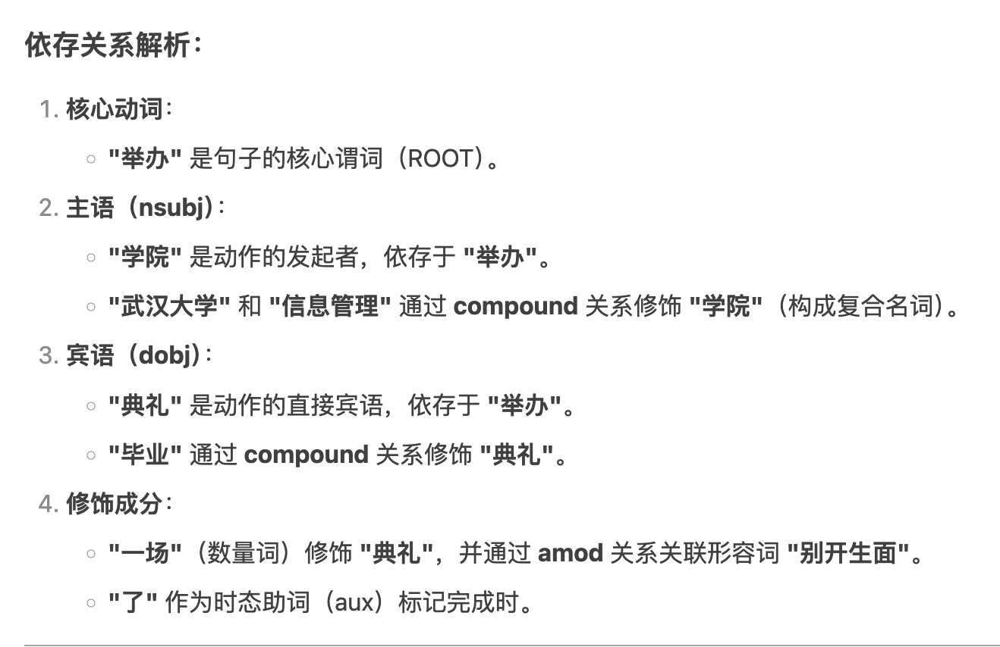 依存关系解析：
1. 核心动词：
○ "举办" 是句子的核心谓词（ROOT）。
2. 主语（nsubj）：
○ "学院" 是动作的发起者，依存于 "举办"。
○ "武汉大学" 和 "信息管理" 通过 compound 关系修饰 "学院"（构成复合名词）。
3. 宾语（dobj）：
○ "典礼" 是动作的直接宾语，依存于 "举办"。
○ "毕业" 通过 compound 关系修饰 "典礼"。
4. 修饰成分：
○ "一场"（数量词）修饰 "典礼"，并通过 amod 关系关联形容词 "别开生面"。
○ "了" 作为时态助词（aux）标记完成时。